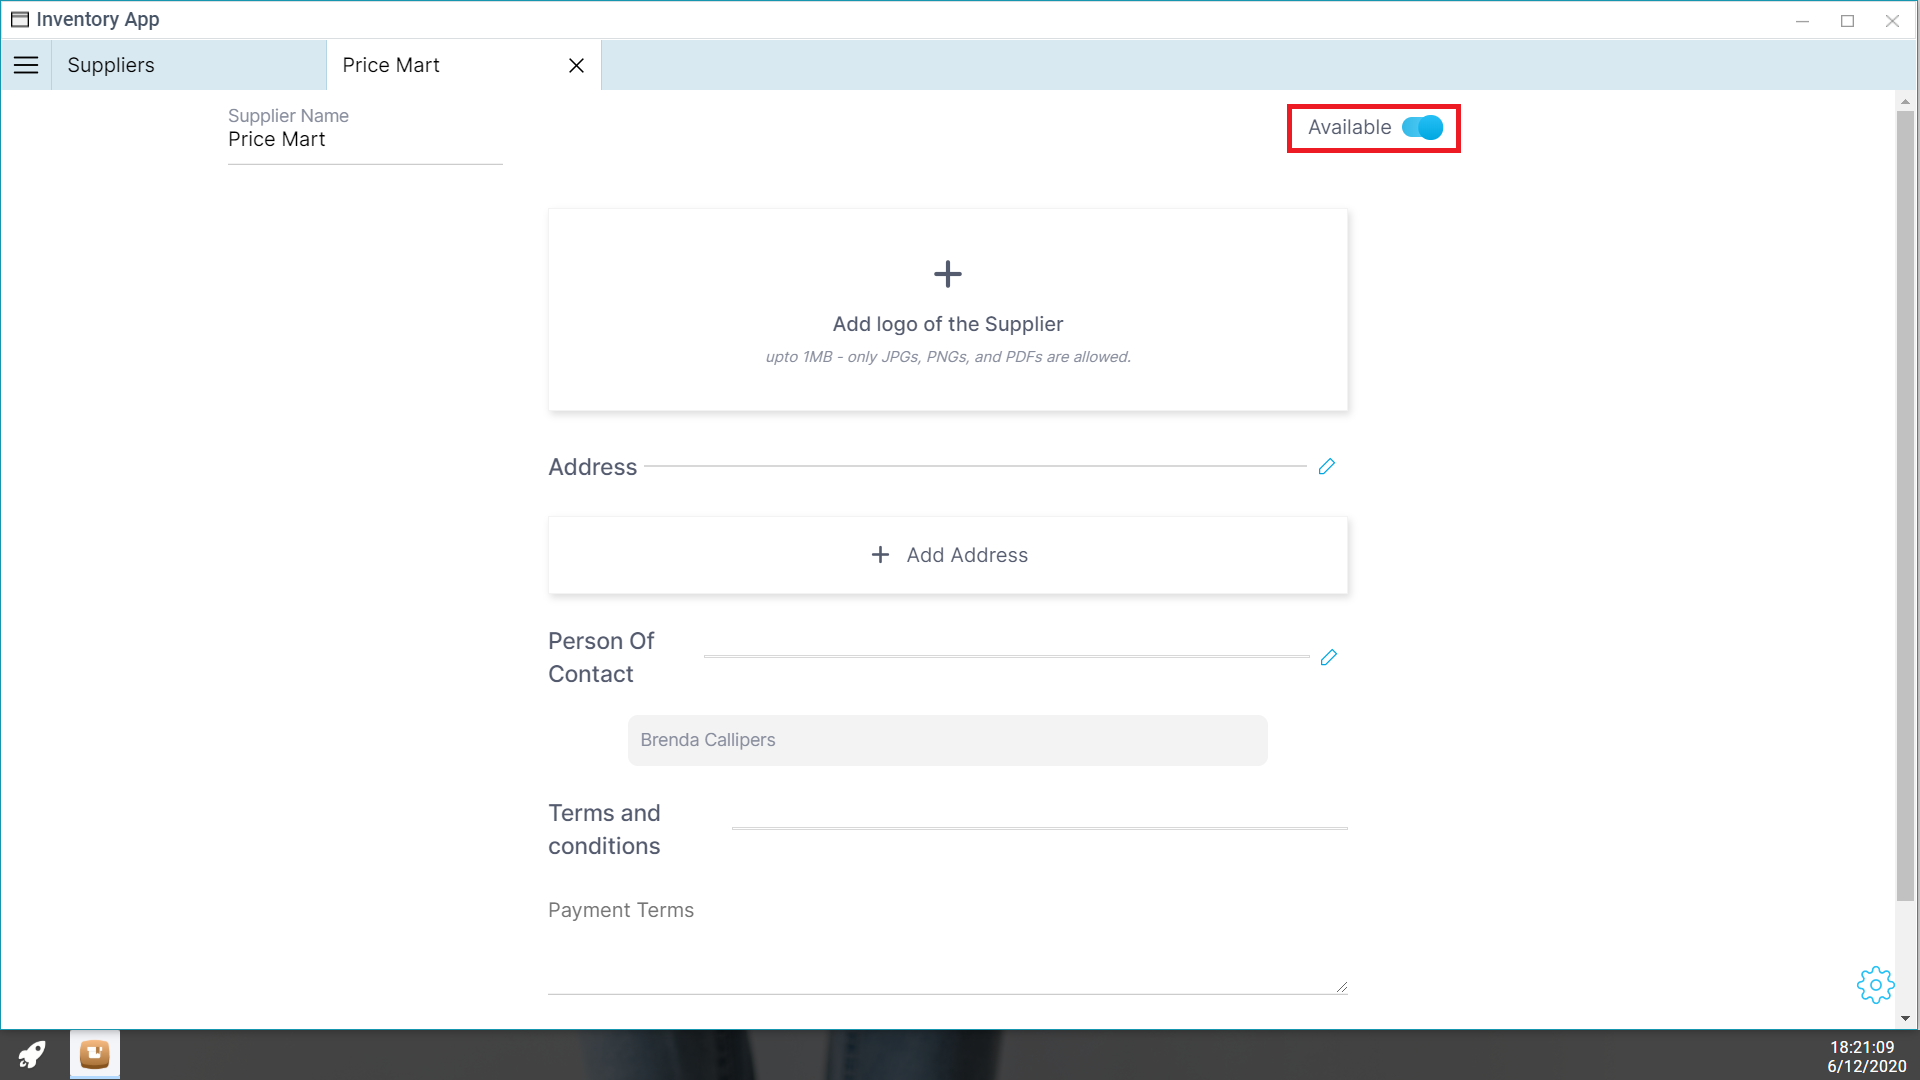 Inventory App
Suppliers
Price Mart
Supplier Name
Price Mart
Available
Add logo of the Supplier
upto 1MB - only JPGs, PNGs, and PDFs are allowed.
Address
Add Address
Person Of
Contact
Brenda Callipers
Terms and
conditions
Payment Terms
18:21:09
6/12/2020